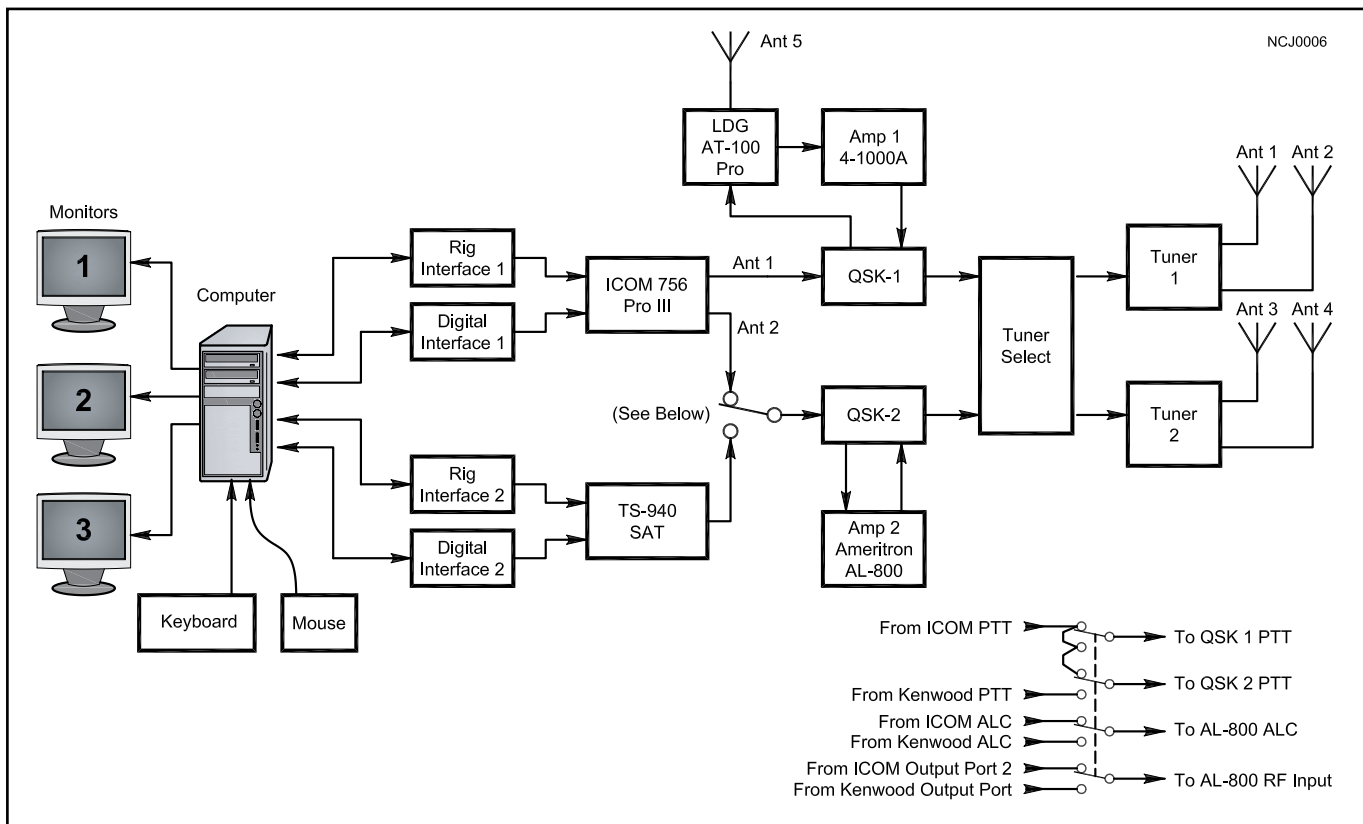 Ant 5
NCJ0006
LDG
AT-100
Pro
Amp 1
4-1000A
Ant 1
Ant 2
Monitors
1
Computer
Rig
Interface 1
ICOM 756
Pro III
Ant 1
QSK-1
Tuner
1
Digital
Interface 1
Ant 2
Tuner
Select
Ant 3
Ant 4
2
(See Below)
QSK-2
Tuner
2
Rig
Interface 2
TS-940
SAT
3
Digital
Interface 2
Amp 2
Ameritron
AL-800
Keyboard
Mouse
From ICOM PTT
To QSK 1 PTT
To QSK 2 PTT
From Kenwood PTT
From ICOM ALC
To AL-800 ALC
From Kenwood ALC
From ICOM Output Port 2
To AL-800 RF Input
From Kenwood Output Port